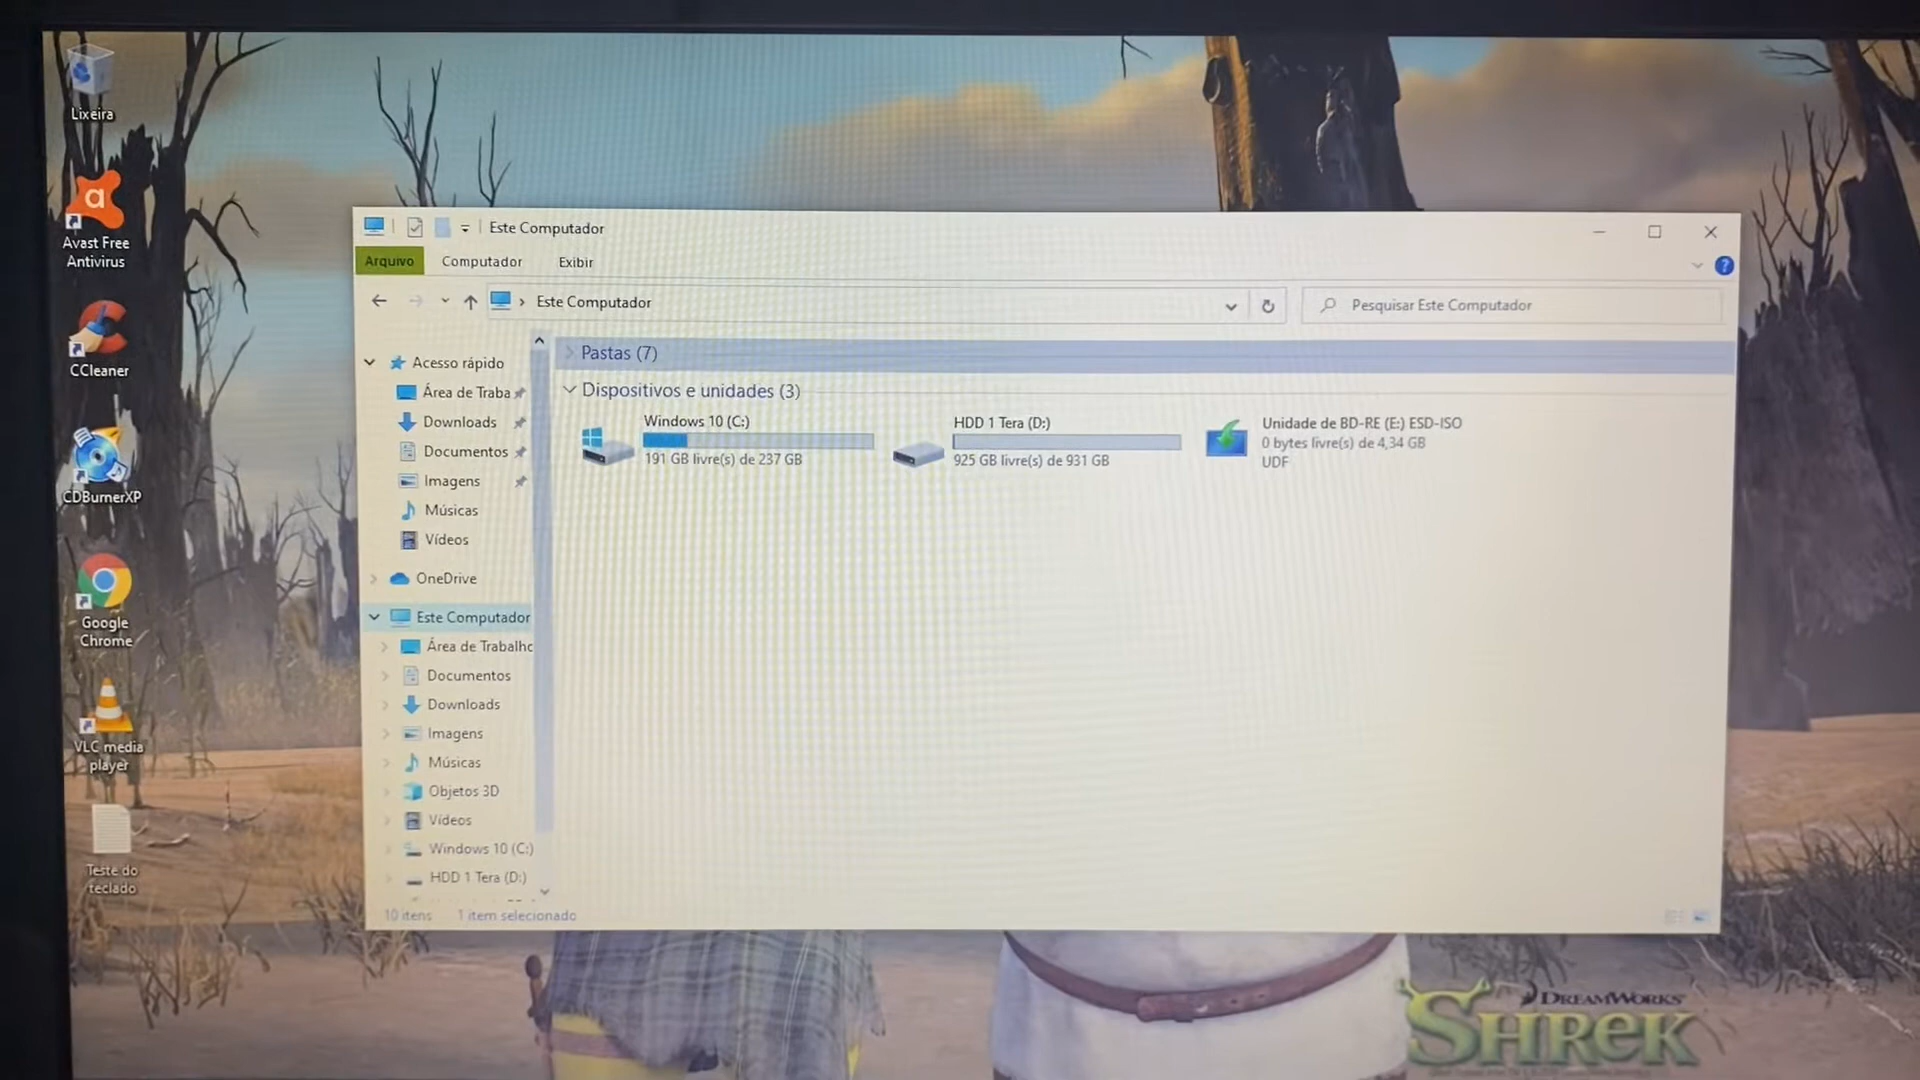 Lixeira
Avast Free
Antivirus
CCleaner
CDBurnerXP
Google
Chrome
VLC media
player
Teste do
teclado
Este Computador
Arquivo
Computador
Exibir
?
Este Computador
Pesquisar Este Computador
Acesso rápido
Área de Traba
Downloads
Documentos
Imagens
Músicas
Vídeos
OneDrive
Este Computador
Área de Trabalho
Documentos
Downloads
Imagens
Músicas
Objetos 3D
Vídeos
Windows 10 (C:)
HDD 1 Tera (D:)
Pastas (7)
Dispositivos e unidades (3)
Windows 10 (C:)
191 GB livre(s) de 237 GB
HDD 1 Tera (D:)
925 GB livre(s) de 931 GB
Unidade de BD-RE (E:) ESD-ISO
0 bytes livre(s) de 4,34 GB
UDF
10 itens
1 item selecionado
DREAMWORKS
SHREK